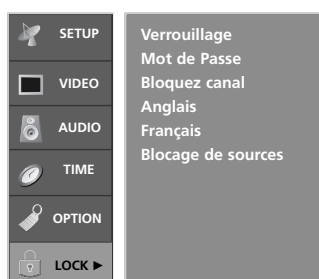 SETUP
VIDEO
AUDIO
TIME
OPTION
LOCK ►
Verrouillage
Mot de Passe
Bloquez canal
Anglais
Français
Blocage de sources